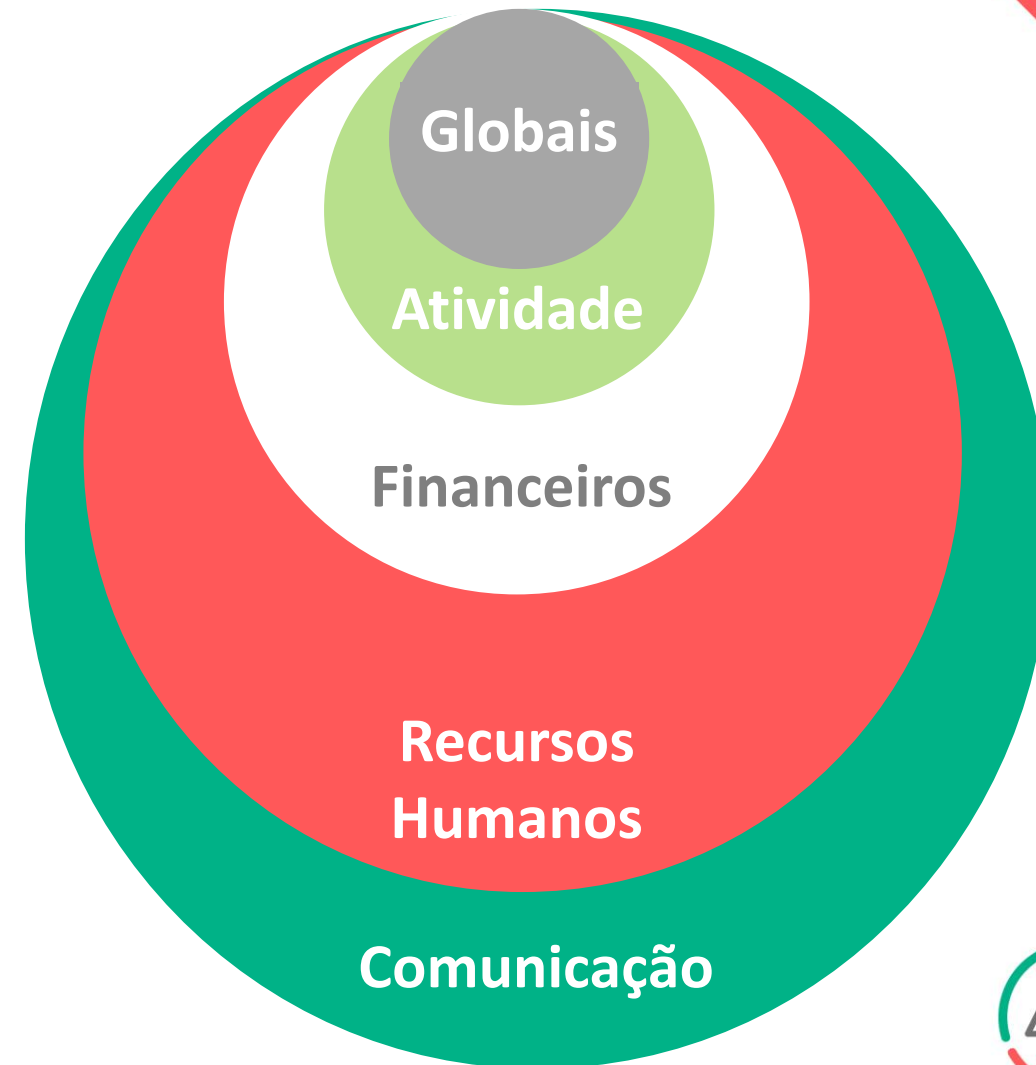 Globais
Atividade
Financeiros
Recursos
Humanos
Comunicação